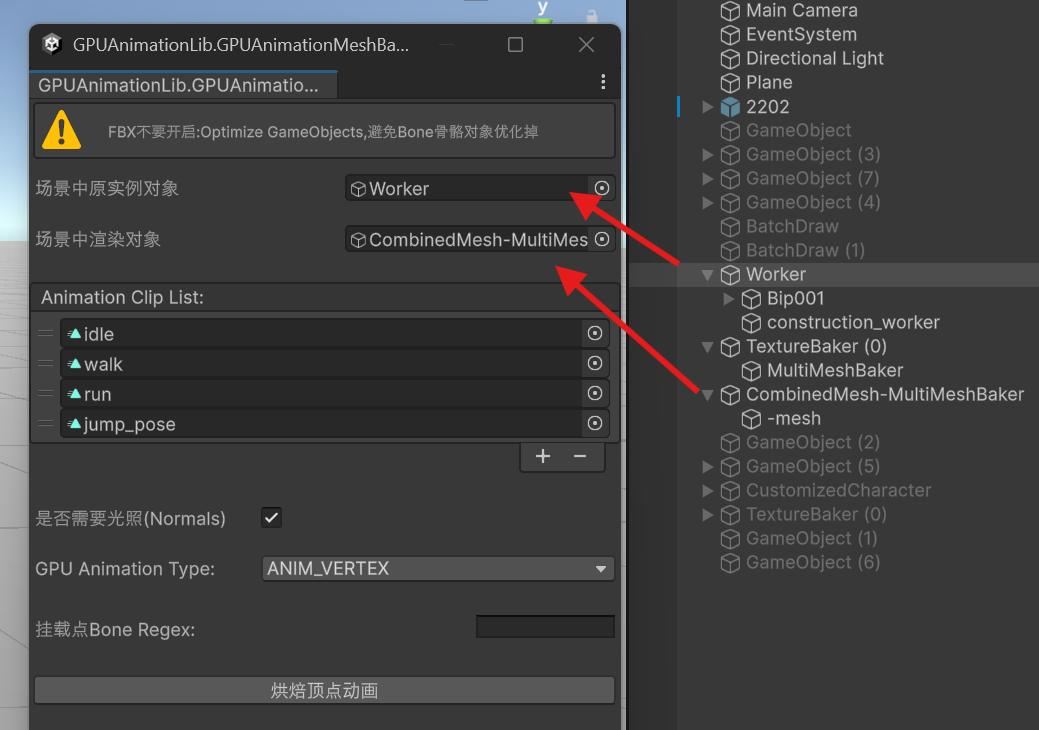 y
GPUAnimationLib.GPUAnimationMeshBa...
GPUAnimationLib.GPUAnimatio...
FBX不要开启:Optimize GameObjects,避免Bone骨骼对象优化掉
场景中原实例对象
Worker
场景中渲染对象
CombinedMesh-MultiMes
Animation Clip List:
idle
walk
run
jump_pose
+ −
是否需要光照(Normals)
GPU Animation Type:
ANIM_VERTEX
挂载点Bone Regex:
烘焙顶点动画
Main Camera
EventSystem
Directional Light
Plane
2202
GameObject
GameObject (3)
GameObject (7)
GameObject (4)
BatchDraw
BatchDraw (1)
Worker
Bip001
construction_worker
TextureBaker (0)
MultiMeshBaker
CombinedMesh-MultiMeshBaker
-mesh
GameObject (2)
GameObject (5)
CustomizedCharacter
TextureBaker (0)
GameObject (1)
GameObject (6)